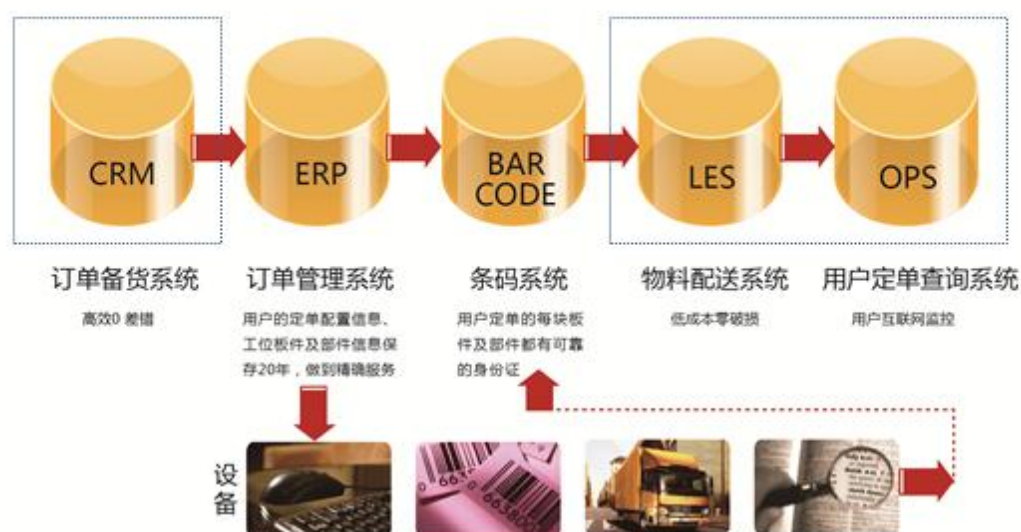 CRM
ERP
BAR
CODE
LES
OPS
订单备货系统
订单管理系统
条码系统
物料配送系统
用户定单查询系统
高效0 差错
用户的定单配置信息、
工位板件及部件信息保
存20年，做到精确服务
用户定单的每块板
件及部件都有可靠
的身份证
低成本零破损
用户互联网监控
设
备